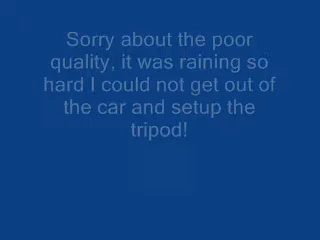 Sorry about the poor
quality, it was raining so
hard I could not get out of
the car and setup the
tripod!